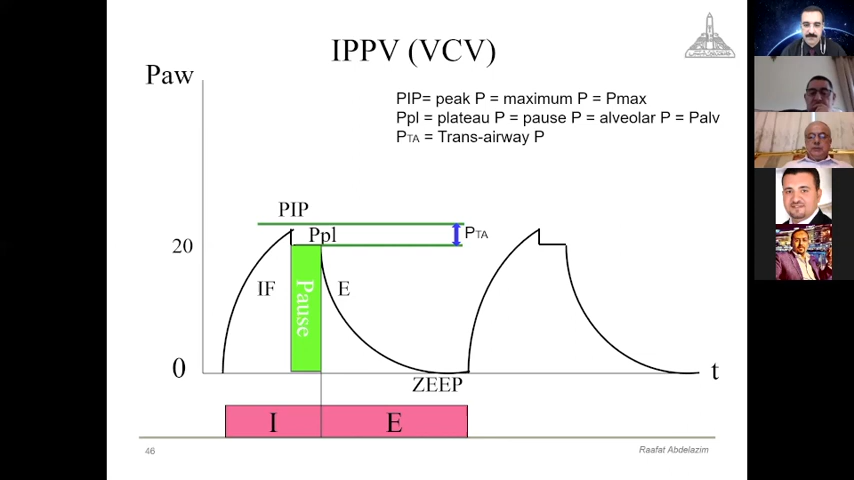 IPPV (VCV)
Paw
PIP= peak P = maximum P = Pmax
Ppl = plateau P = pause P = alveolar P = Palv
PTA = Trans-airway P
PIP
Ppl
PTA
20
IF
Pause
E
0
t
ZEEP
I
E
46
Raafat Abdelazim